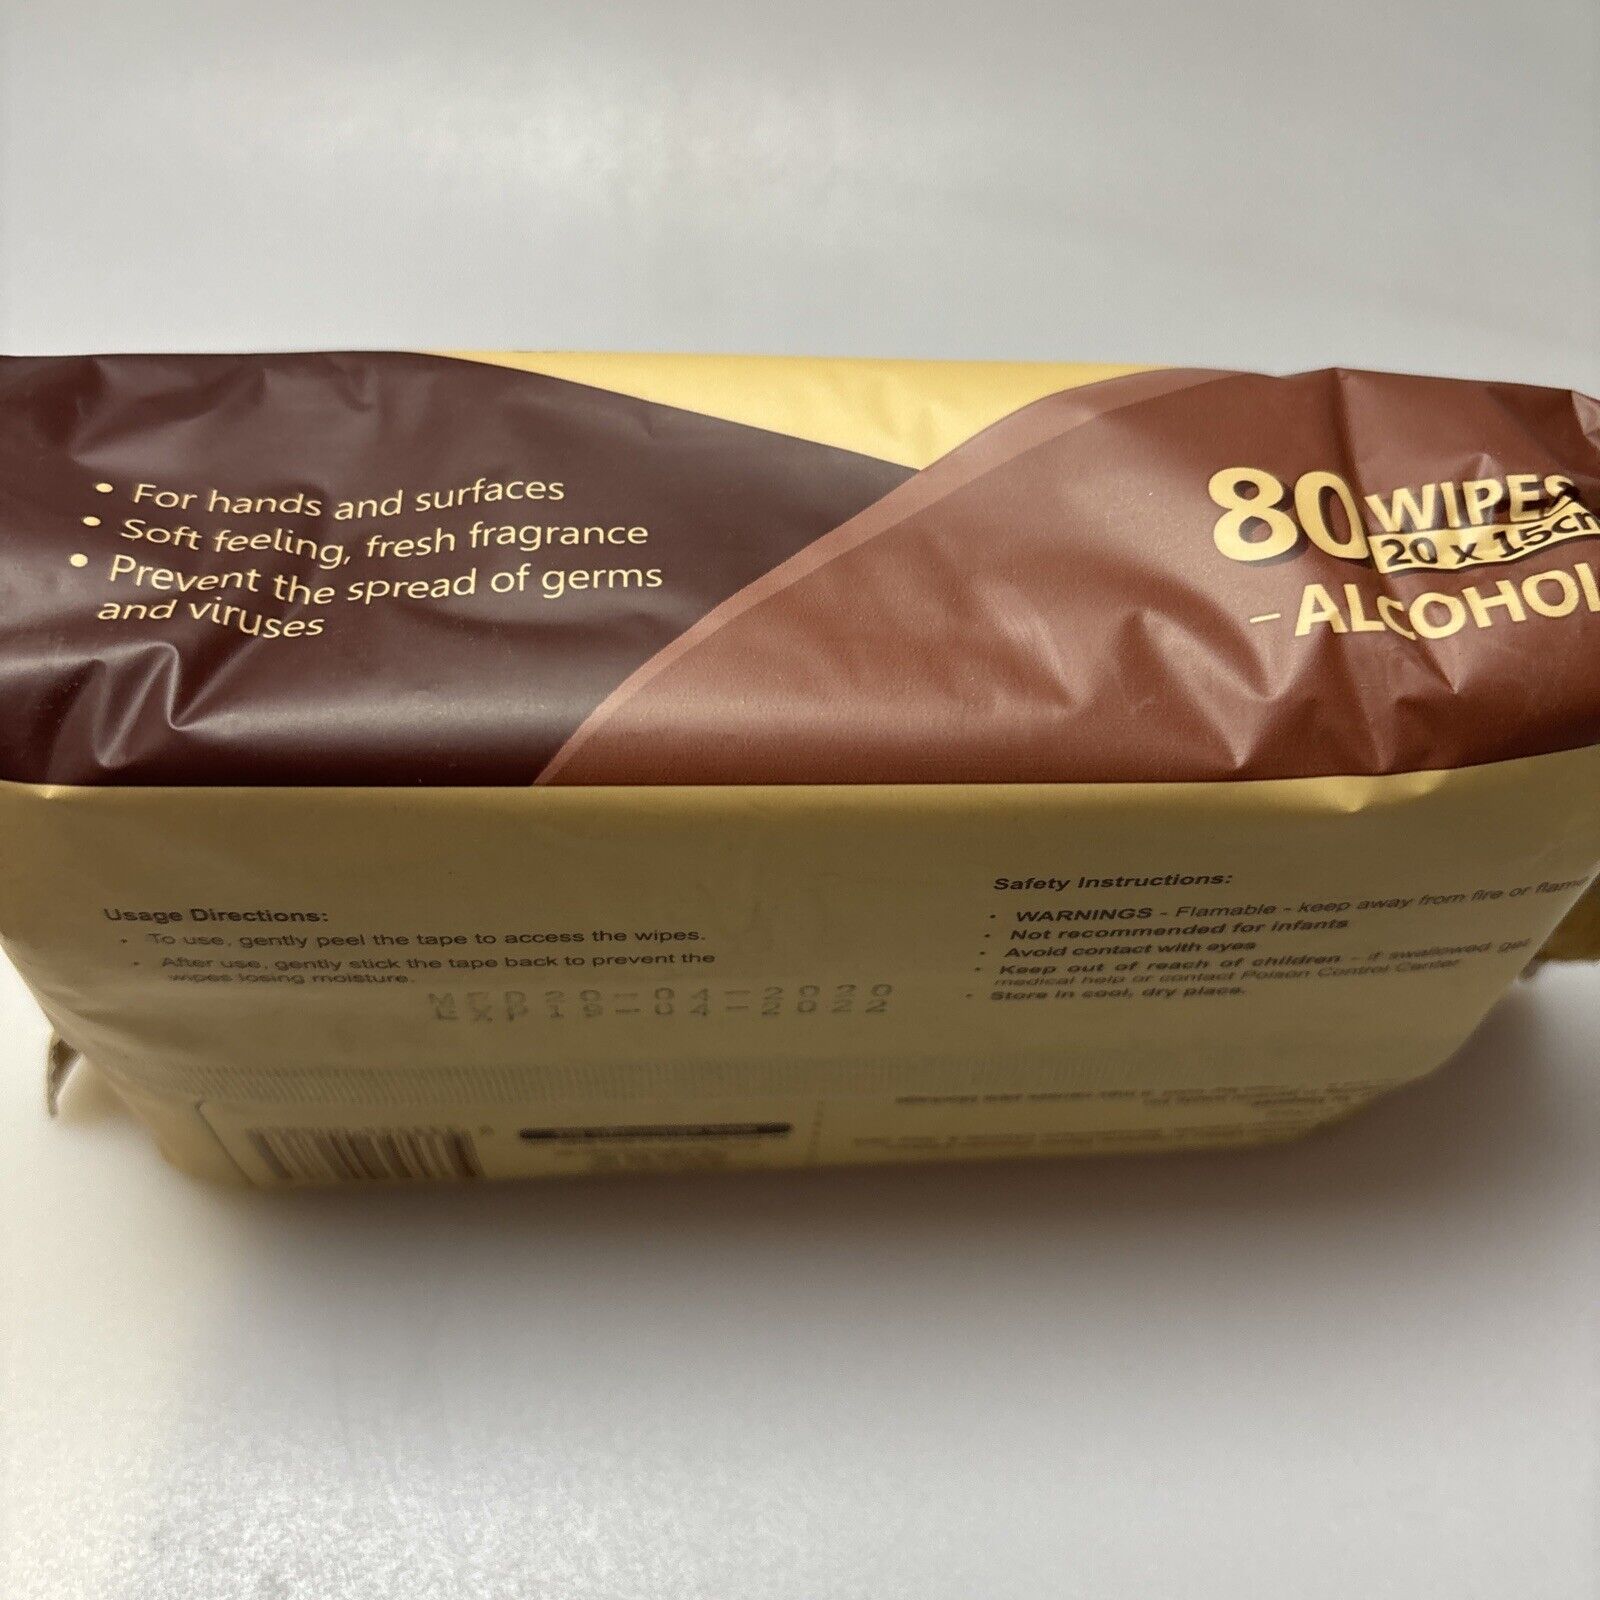 • For hands and surfaces
• Soft feeling, fresh fragrance
• Prevent the spread of germs
and viruses
80 WIPES
20 x 15c
- ALCOHOL
Usage Directions:
• To use, gently peel the tape to access the wipes.
• After use, gently stick the tape back to prevent the
wipes losing moisture.
MFD 20-04-2020
EXP 19-04-2022
Safety Instructions:
• WARNINGS - Flamable - keep away from fire or flame
• Not recommended for infants
• Avoid contact with eyes
• Keep out of reach of children - if swallowed get
medical help or contact Poison Control Center
• Store in cool, dry place.